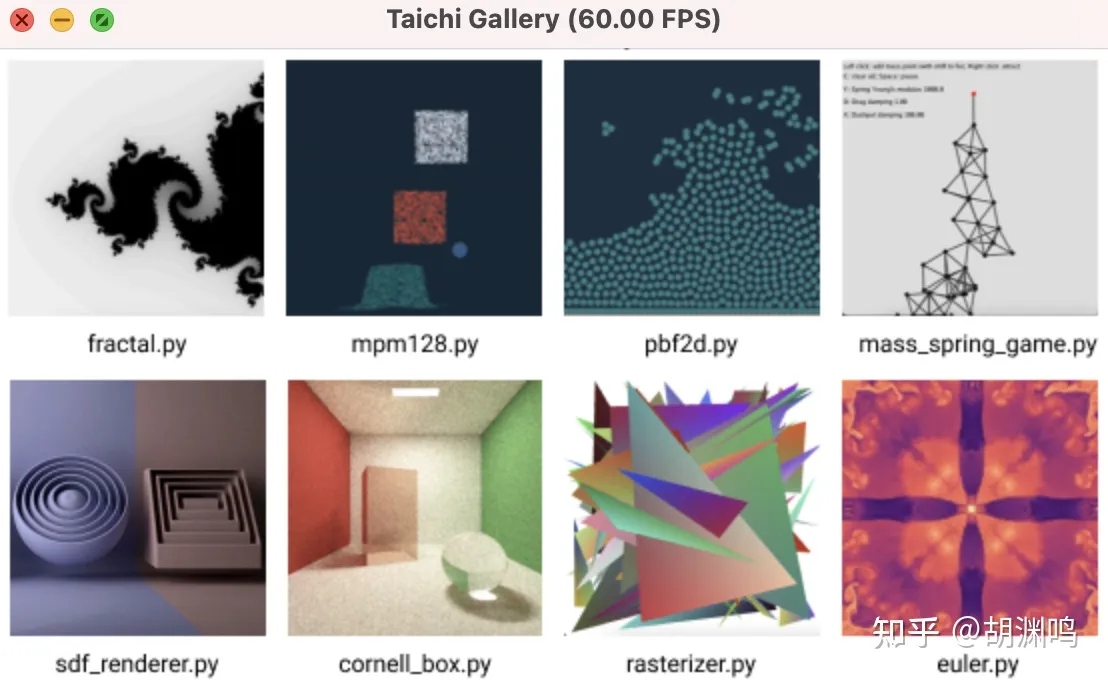 Taichi Gallery (60.00 FPS)
Left click: add mass point (with shift to fix); Right click: attract
C: clear all; Space: pause
Y: Spring Young's modulus 1000.0
D: Drag damping 1.00
X: Dashpot damping 100.00
fractal.py
mpm128.py
pbf2d.py
mass_spring_game.py
sdf_renderer.py
cornell_box.py
rasterizer.py
euler.py
知乎 @胡渊鸣